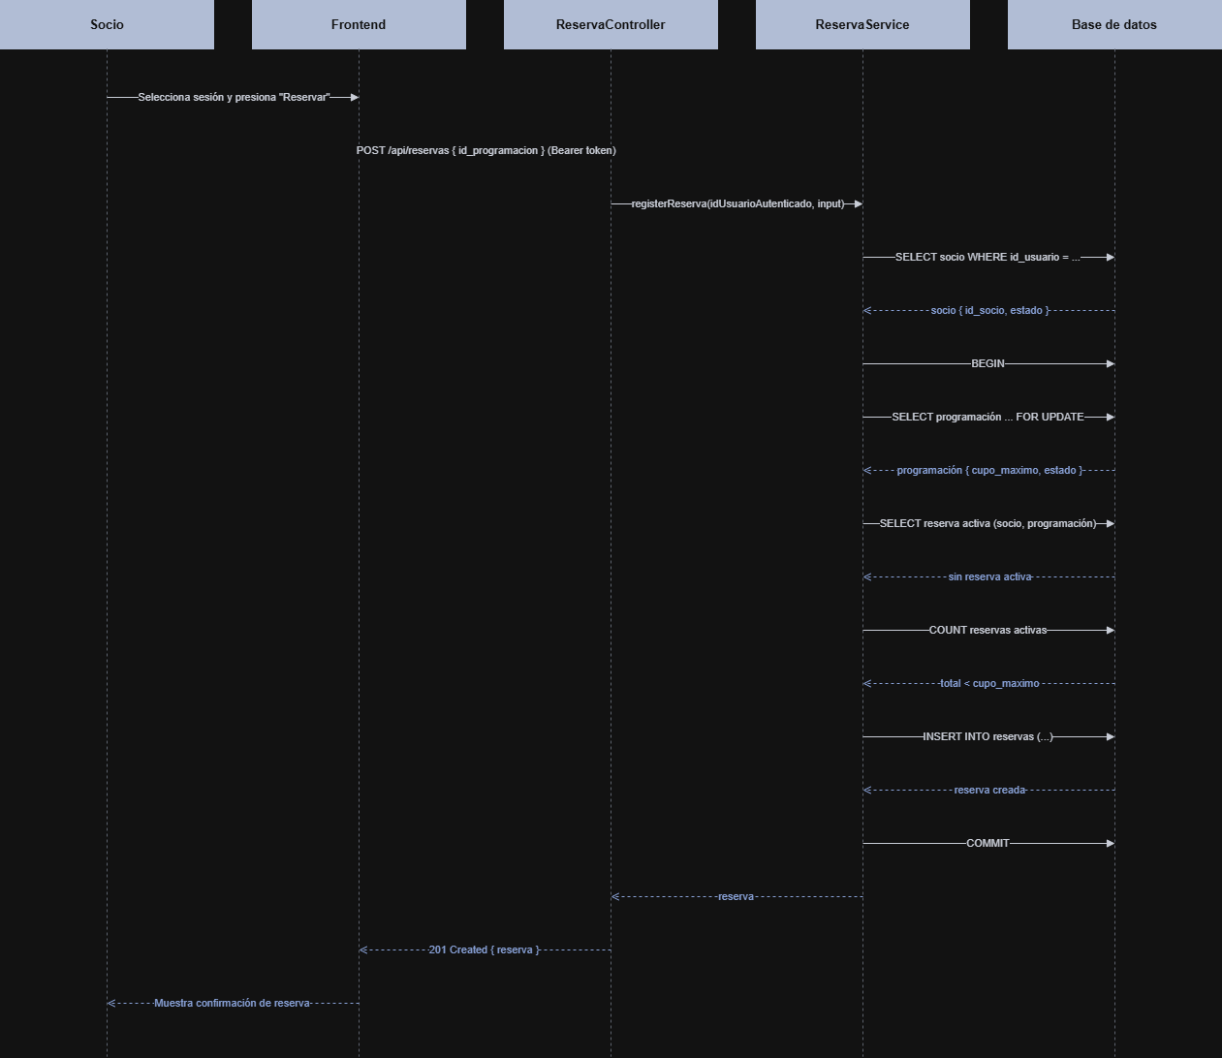 Socio
Frontend
ReservaController
ReservaService
Base de datos
Selecciona sesión y presiona "Reservar"
POST /api/reservas { id_programacion } (Bearer token)
registerReserva(idUsuarioAutenticado, input)
SELECT socio WHERE id_usuario = ...
socio { id_socio, estado }
BEGIN
SELECT programación ... FOR UPDATE
programación { cupo_maximo, estado }
SELECT reserva activa (socio, programación)
sin reserva activa
COUNT reservas activas
total < cupo_maximo
INSERT INTO reservas (...)
reserva creada
COMMIT
reserva
201 Created { reserva }
Muestra confirmación de reserva